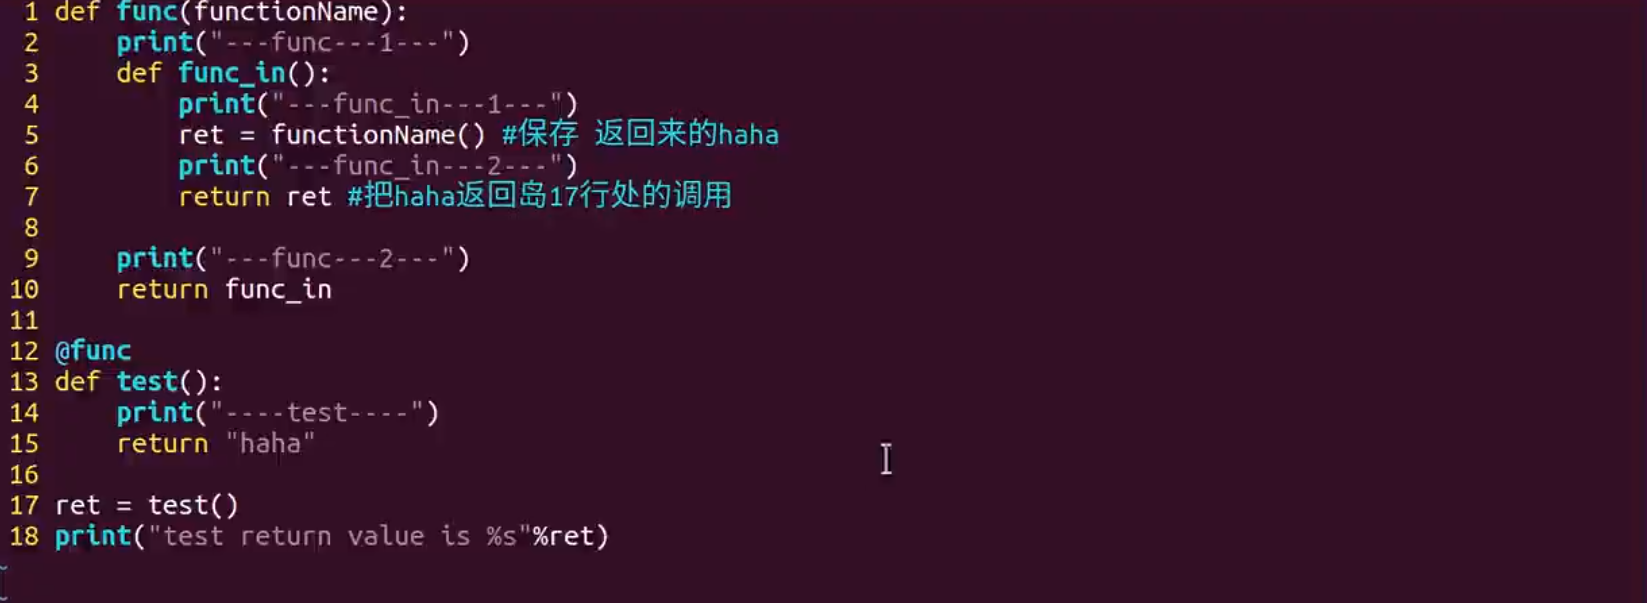 1 def func(functionName):
2     print("---func---1---")
3     def func_in():
4         print("---func_in---1---")
5         ret = functionName() #保存 返回来的haha
6         print("---func_in---2---")
7         return ret #把haha返回岛17行处的调用
8
9     print("---func---2---")
10     return func_in
11
12 @func
13 def test():
14     print("----test----")
15     return "haha"
16
17 ret = test()
18 print("test return value is %s"%ret)